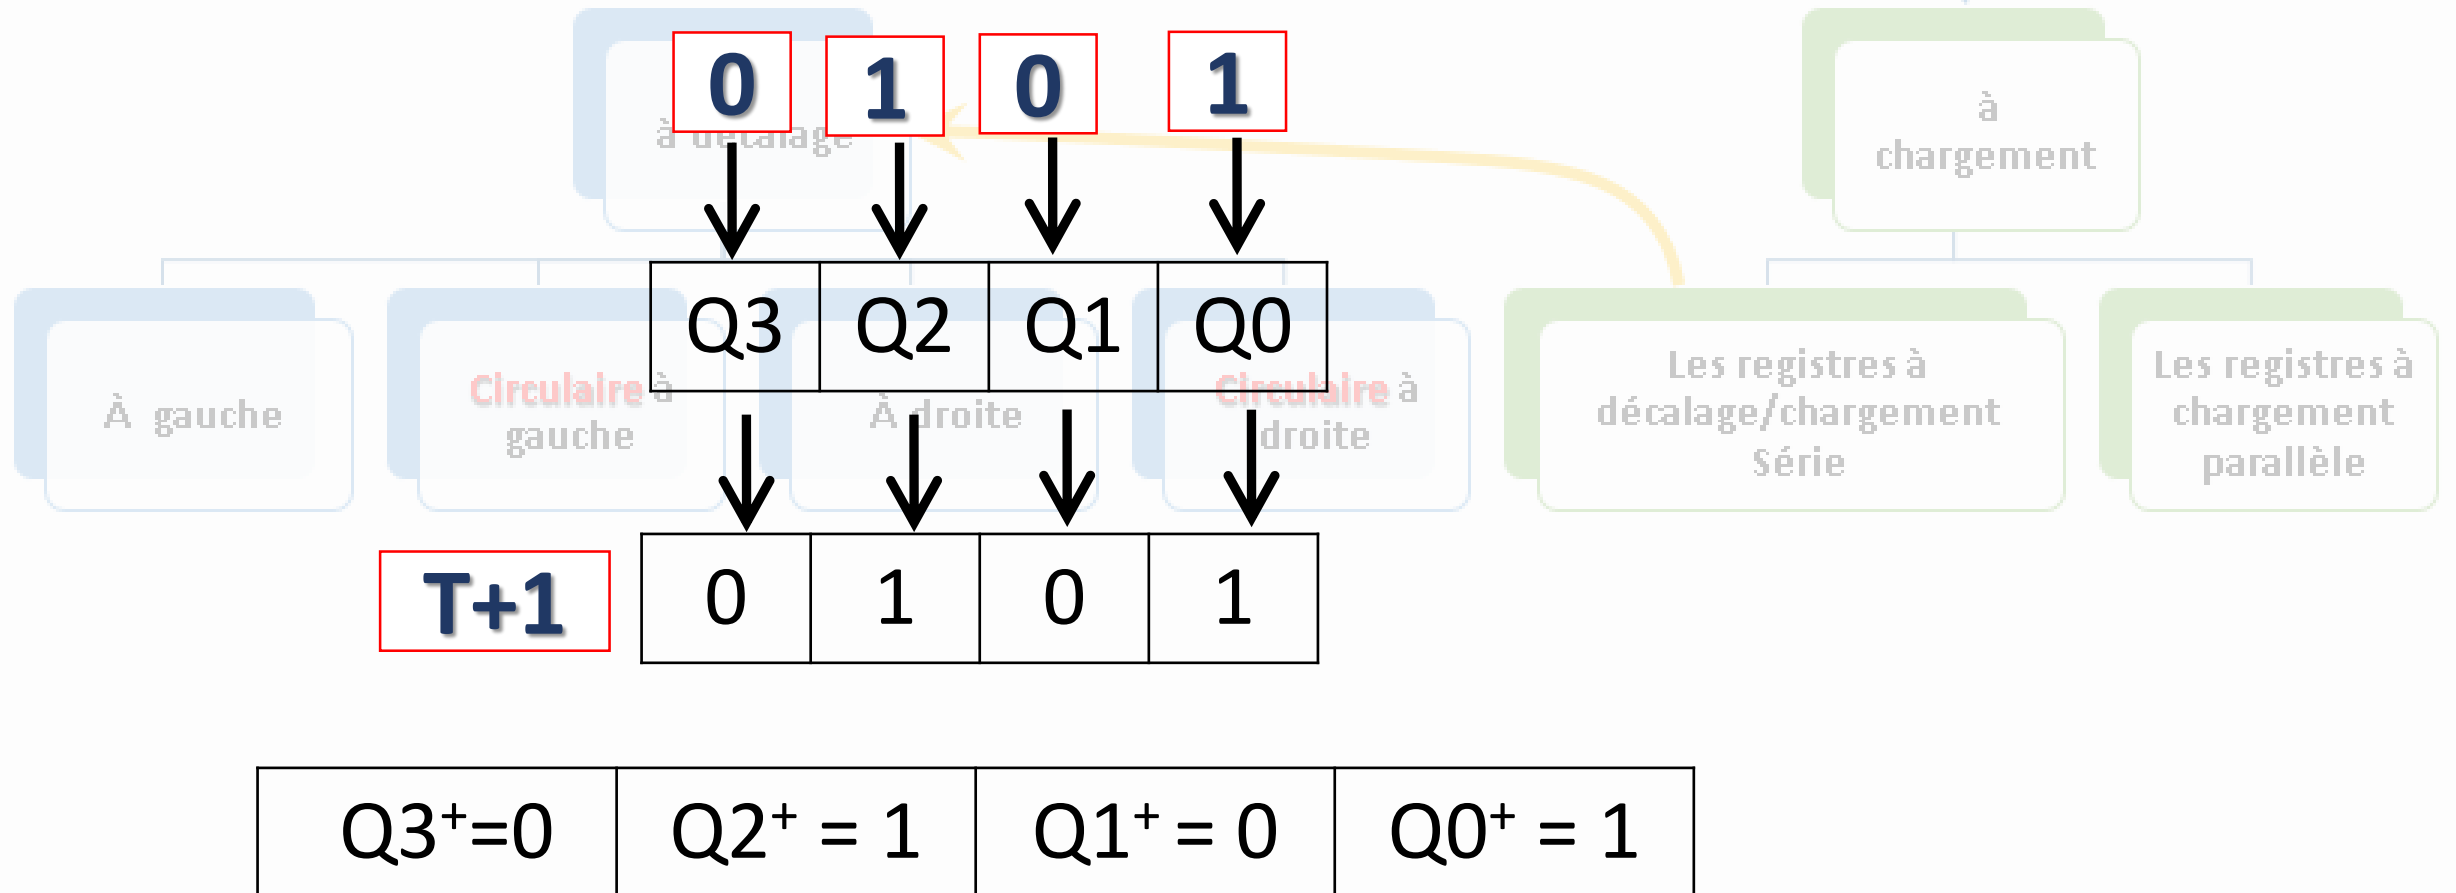 0 1 0 1
à décalage
à
chargement
Q3 Q2 Q1 Q0
À gauche
Circulaire à
gauche
À droite
Circulaire à
droite
Les registres à
décalage/chargement
Série
Les registres à
chargement
parallèle
T+1
0 1 0 1
Q3⁺=0 Q2⁺ = 1 Q1⁺ = 0 Q0⁺ = 1